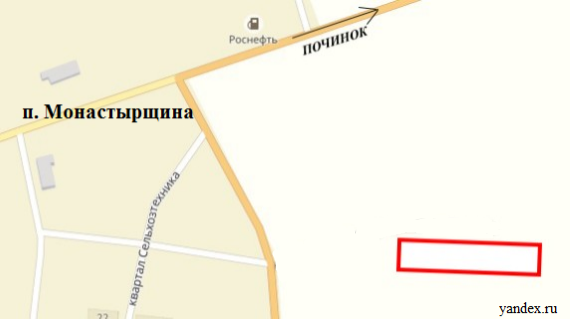 Роснефть
починок
п. Монастырщина
квартал Сельхозтехника
22
yandex.ru